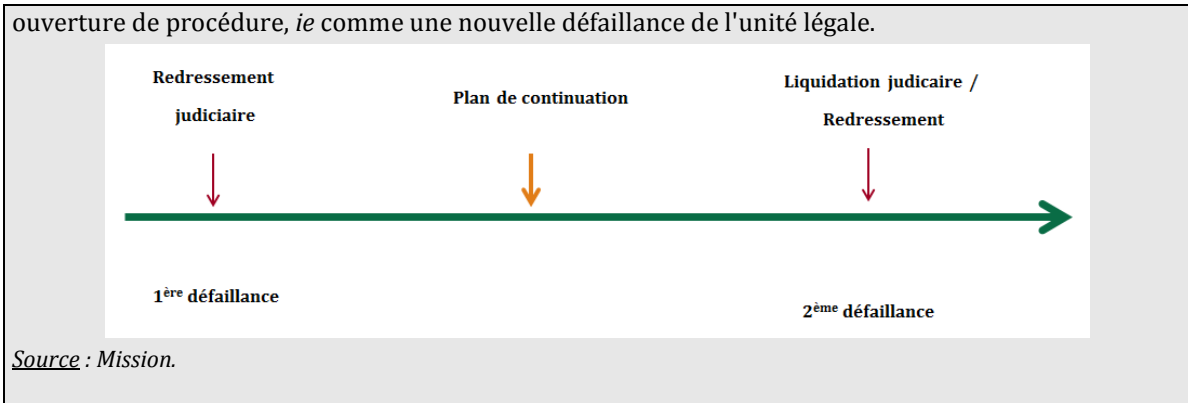 ouverture de procédure, ie comme une nouvelle défaillance de l'unité légale.
Redressement
judiciaire
Plan de continuation
Liquidation judicaire /
Redressement
1ère défaillance
2ème défaillance
Source : Mission.